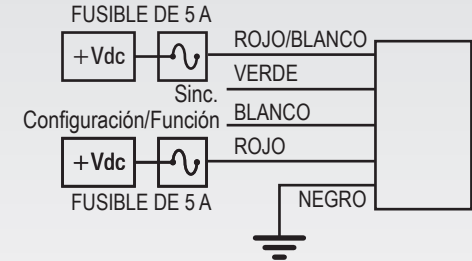 FUSIBLE DE 5 A
+Vdc
ROJO/BLANCO
VERDE
Sinc.
BLANCO
Configuración/Función
ROJO
+Vdc
FUSIBLE DE 5 A
NEGRO